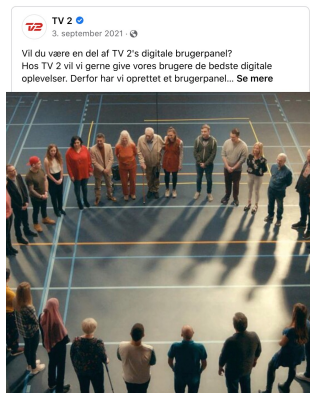 TV 2
3. september 2021 ·
Vil du være en del af TV 2's digitale brugerpanel?
Hos TV 2 vil vi gerne give vores brugere de bedste digitale
oplevelser. Derfor har vi oprettet et brugerpanel... Se mere